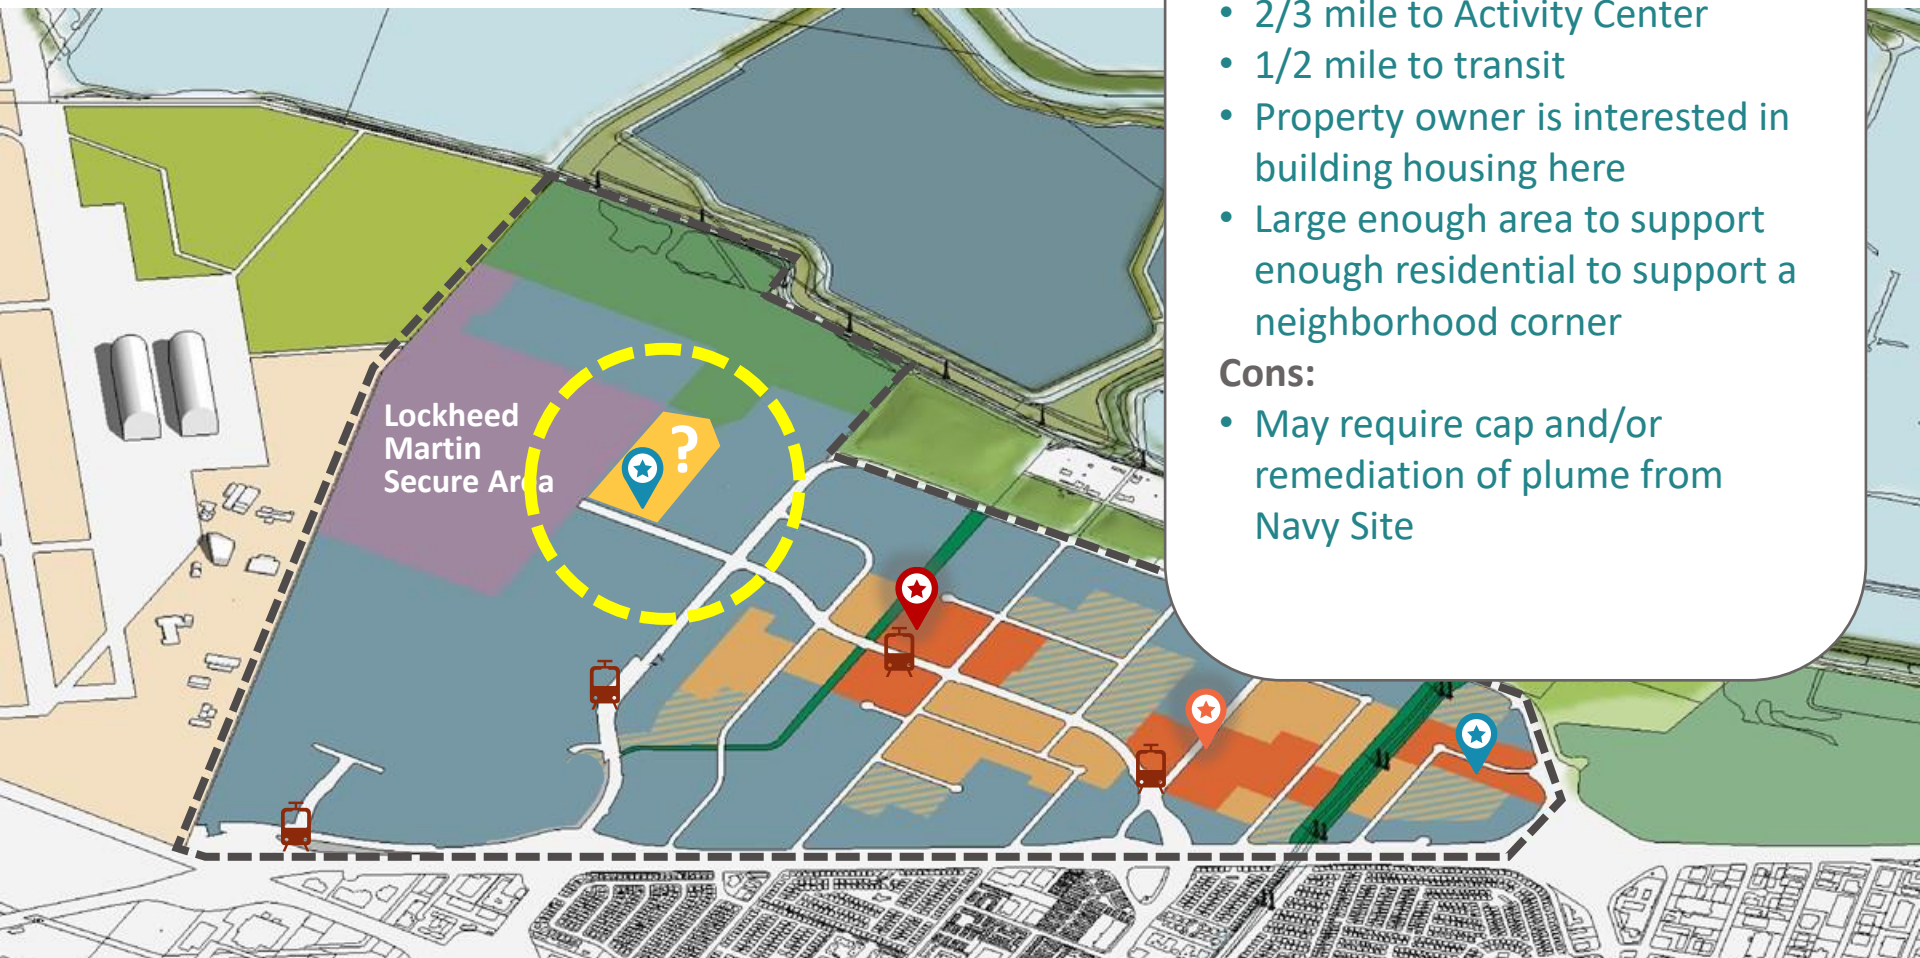 • 2/3 mile to Activity Center
• 1/2 mile to transit
• Property owner is interested in
building housing here
• Large enough area to support
enough residential to support a
neighborhood corner
Cons:
• May require cap and/or
remediation of plume from
Navy Site
Lockheed
Martin
Secure Area
?